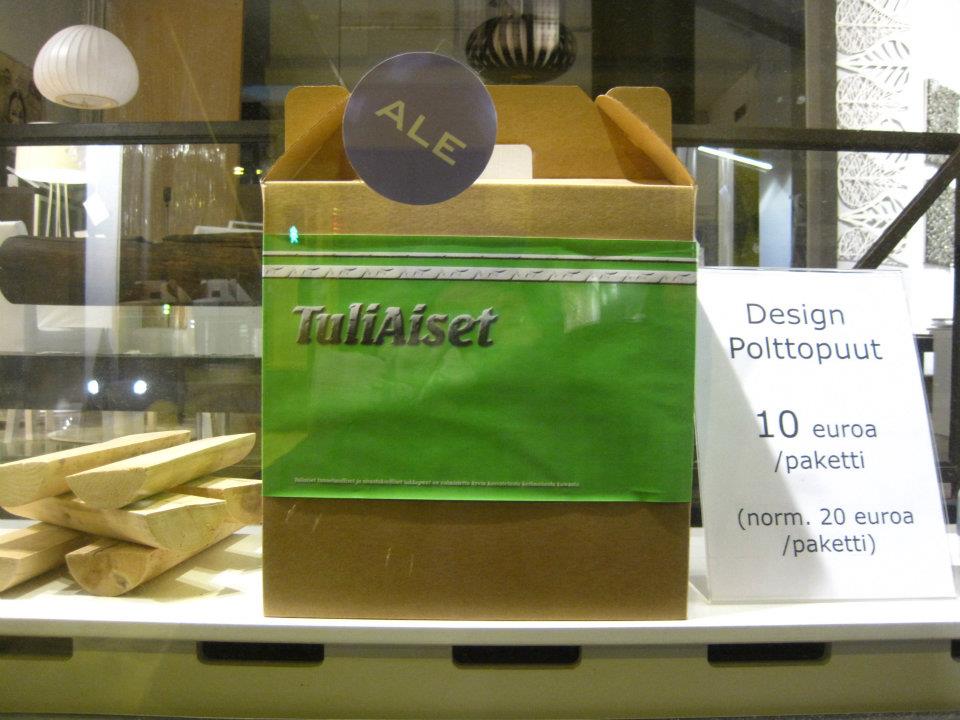 ALE
TuliAiset
Design
Polttopuut
10 euroa
/paketti
(norm. 20 euroa
/paketti)